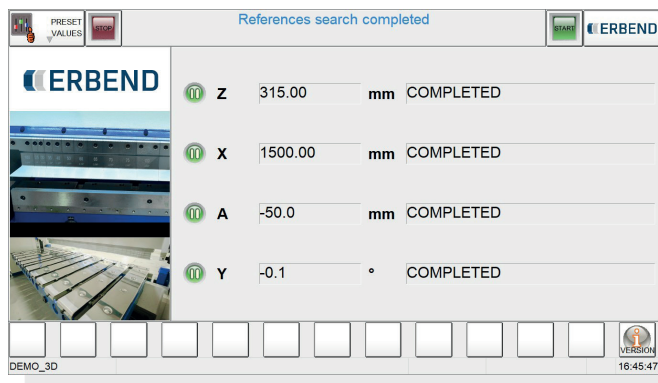 PRESET
VALUES
STOP
References search completed
START
ERBEND
ERBEND
Z 315.00 mm COMPLETED
X 1500.00 mm COMPLETED
A -50.0 mm COMPLETED
Y -0.1 ° COMPLETED
VERSION
DEMO_3D
16:45:47